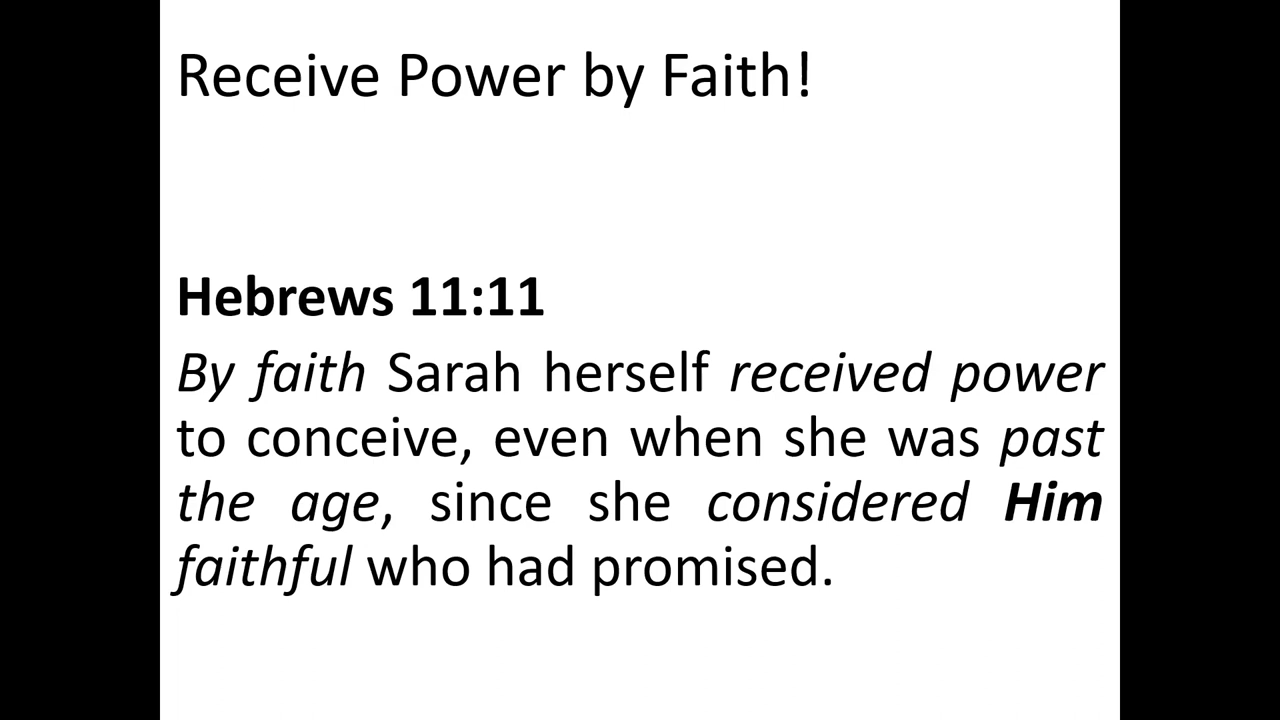 Receive Power by Faith!
Hebrews 11:11
By faith Sarah herself received power
to conceive, even when she was past
the age, since she considered Him
faithful who had promised.